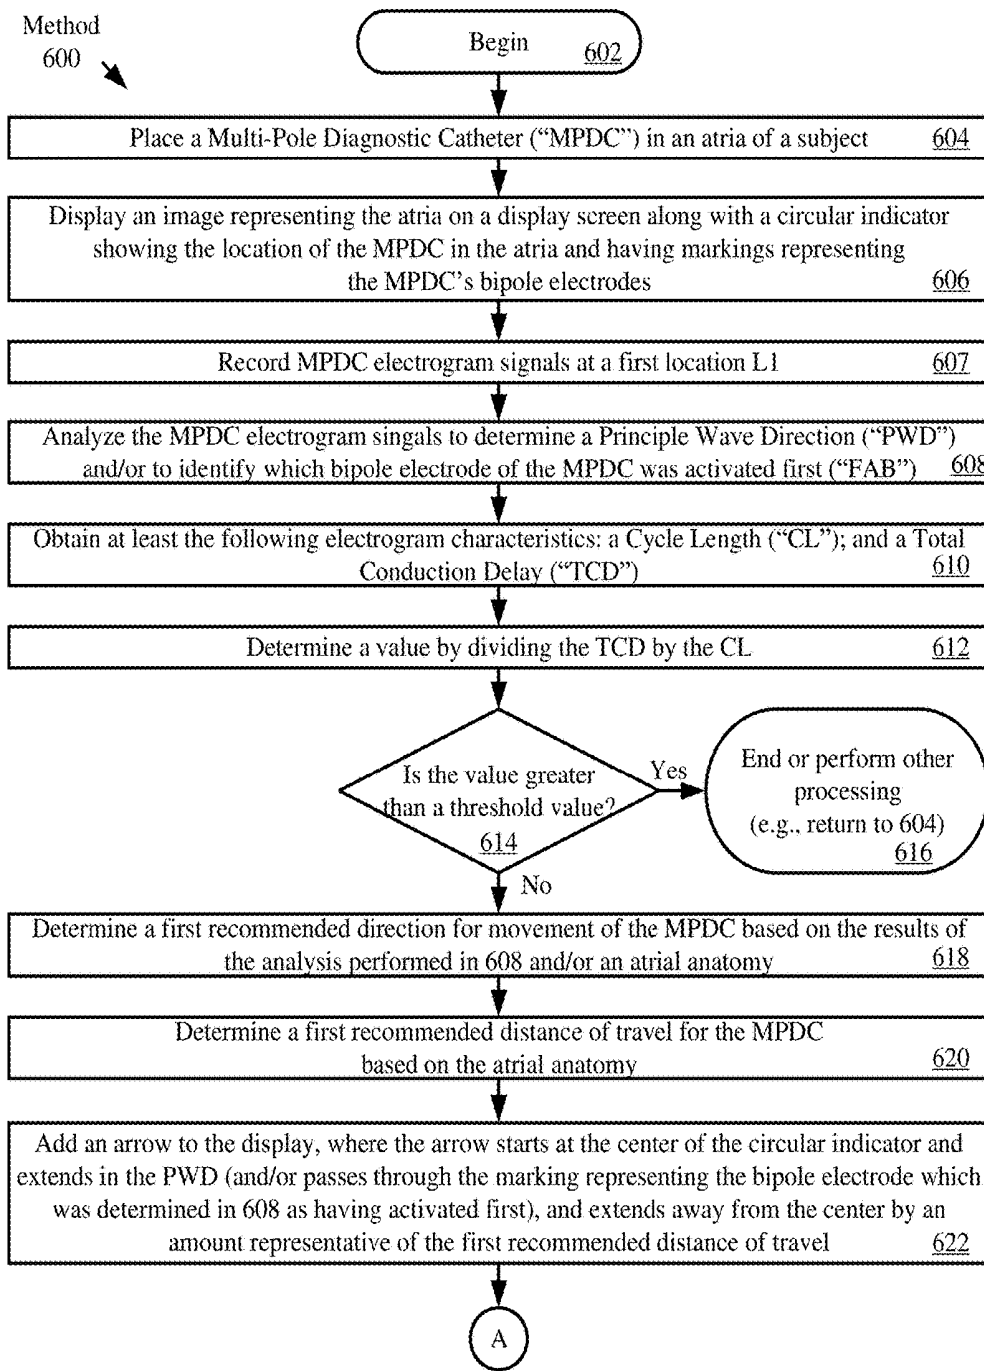 Method
600
Begin
602
Place a Multi-Pole Diagnostic Catheter (“MPDC”) in an atria of a subject
604
Display an image representing the atria on a display screen along with a circular indicator
showing the location of the MPDC in the atria and having markings representing
the MPDC’s bipole electrodes
606
Record MPDC electrogram signals at a first location L1
607
Analyze the MPDC electrogram singals to determine a Principle Wave Direction (“PWD”)
and/or to identify which bipole electrode of the MPDC was activated first (“FAB”)
608
Obtain at least the following electrogram characteristics: a Cycle Length (“CL”); and a Total
Conduction Delay (“TCD”)
610
Determine a value by dividing the TCD by the CL
612
Is the value greater
than a threshold value?
614
Yes
End or perform other
processing
(e.g., return to 604)
616
No
Determine a first recommended direction for movement of the MPDC based on the results of
the analysis performed in 608 and/or an atrial anatomy
618
Determine a first recommended distance of travel for the MPDC
based on the atrial anatomy
620
Add an arrow to the display, where the arrow starts at the center of the circular indicator and
extends in the PWD (and/or passes through the marking representing the bipole electrode which
was determined in 608 as having activated first), and extends away from the center by an
amount representative of the first recommended distance of travel
622
A